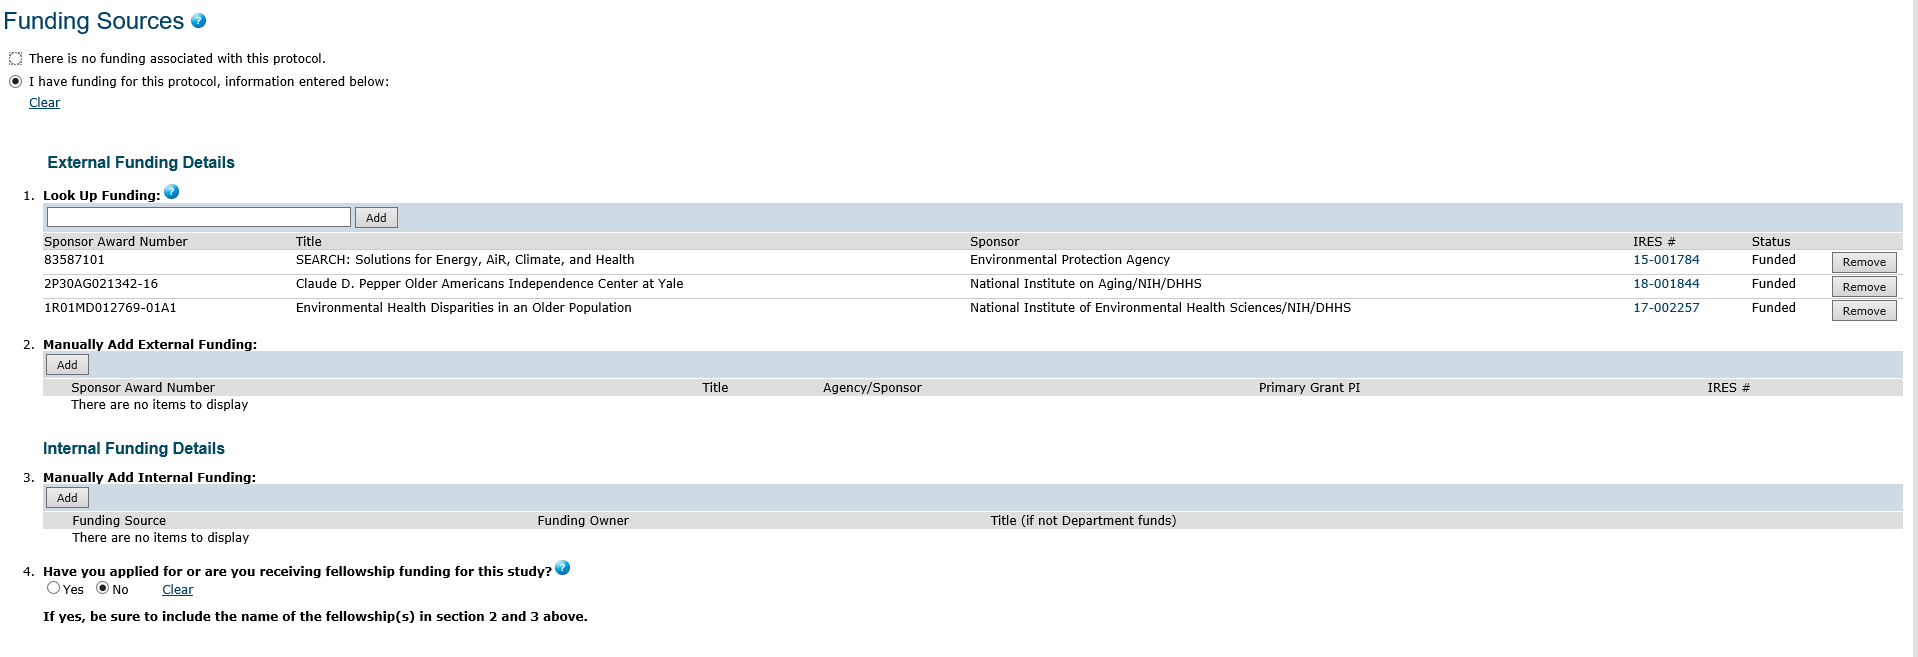 Funding Sources ?
There is no funding associated with this protocol.
I have funding for this protocol, information entered below:
Clear
External Funding Details
1. Look Up Funding: ?
Add
Sponsor Award Number Title Sponsor IRES # Status
83587101 SEARCH: Solutions for Energy, AiR, Climate, and Health Environmental Protection Agency 15-001784 Funded Remove
2P30AG021342-16 Claude D. Pepper Older Americans Independence Center at Yale National Institute on Aging/NIH/DHHS 18-001844 Funded Remove
1R01MD012769-01A1 Environmental Health Disparities in an Older Population National Institute of Environmental Health Sciences/NIH/DHHS 17-002257 Funded Remove
2. Manually Add External Funding:
Add
Sponsor Award Number Title Agency/Sponsor Primary Grant PI IRES #
There are no items to display
Internal Funding Details
3. Manually Add Internal Funding:
Add
Funding Source Funding Owner Title (if not Department funds)
There are no items to display
4. Have you applied for or are you receiving fellowship funding for this study? ?
Yes No Clear
If yes, be sure to include the name of the fellowship(s) in section 2 and 3 above.